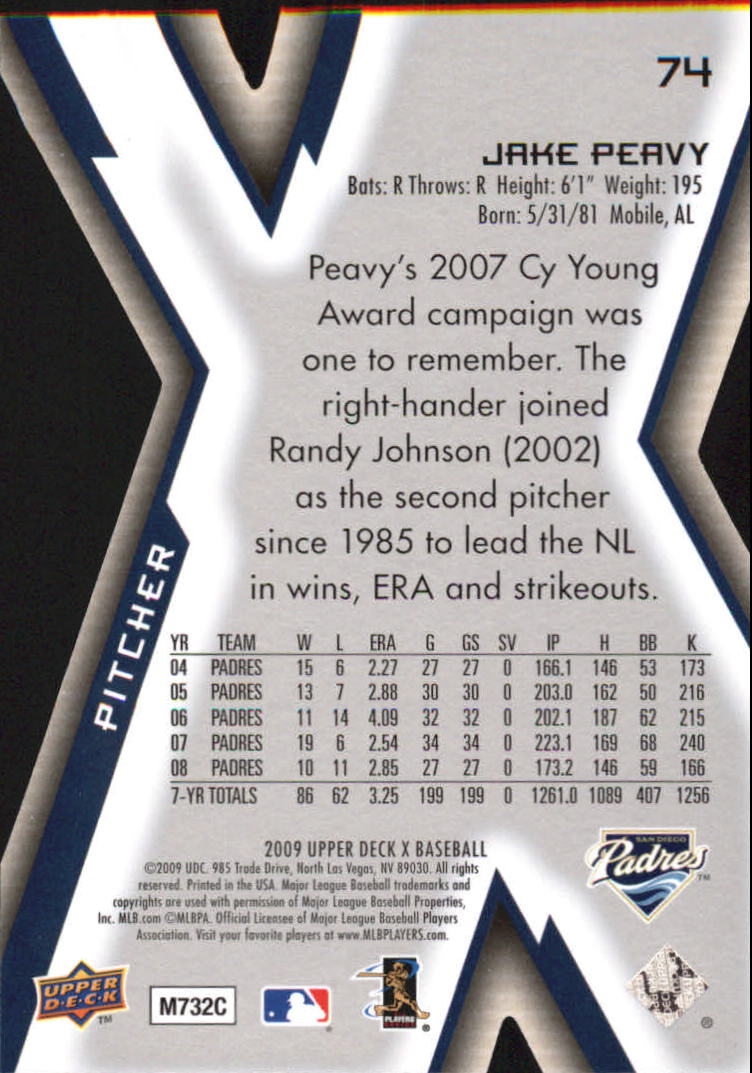 74
JAKE PEAVY
Bats: R Throws: R Height: 6'1" Weight: 195
Born: 5/31/81 Mobile, AL
Peavy's 2007 Cy Young
Award campaign was
one to remember. The
right-hander joined
Randy Johnson (2002)
as the second pitcher
since 1985 to lead the NL
in wins, ERA and strikeouts.
PITCHER
YR TEAM W L ERA G GS SV IP H BB K
04 PADRES 15 6 2.27 27 27 0 166.1 146 53 173
05 PADRES 13 7 2.88 30 30 0 203.0 162 50 216
06 PADRES 11 14 4.09 32 32 0 202.1 187 62 215
07 PADRES 19 6 2.54 34 34 0 223.1 169 68 240
08 PADRES 10 11 2.85 27 27 0 173.2 146 59 166
7-YR TOTALS 86 62 3.25 199 199 0 1261.0 1089 407 1256
2009 UPPER DECK X BASEBALL
©2009 UDC. 985 Trade Drive, North Las Vegas, NV 89030. All rights
reserved. Printed in the USA. Major League Baseball trademarks and
copyrights are used with permission of Major League Baseball Properties,
Inc. MLB.com ©MLBPA. Official Licensee of Major League Baseball Players
Association. Visit your favorite players at www.MLBPLAYERS.com.
SAN DIEGO
Padres™
UPPER
D·E·C·K™
M732C
PLAYERS
®
®